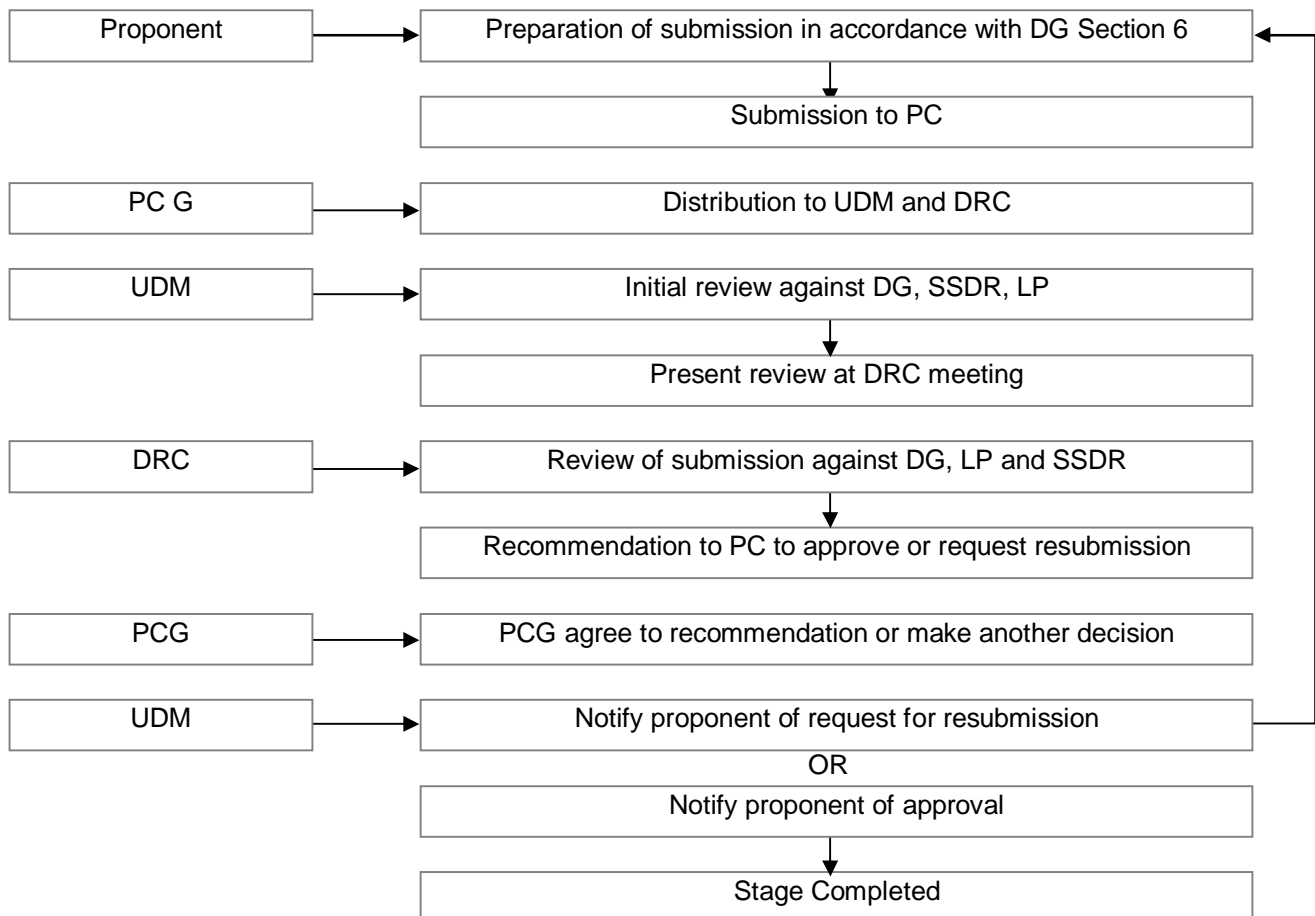 Proponent
Preparation of submission in accordance with DG Section 6
Submission to PC
PC G
Distribution to UDM and DRC
UDM
Initial review against DG, SSDR, LP
Present review at DRC meeting
DRC
Review of submission against DG, LP and SSDR
Recommendation to PC to approve or request resubmission
PCG
PCG agree to recommendation or make another decision
UDM
Notify proponent of request for resubmission
OR
Notify proponent of approval
Stage Completed